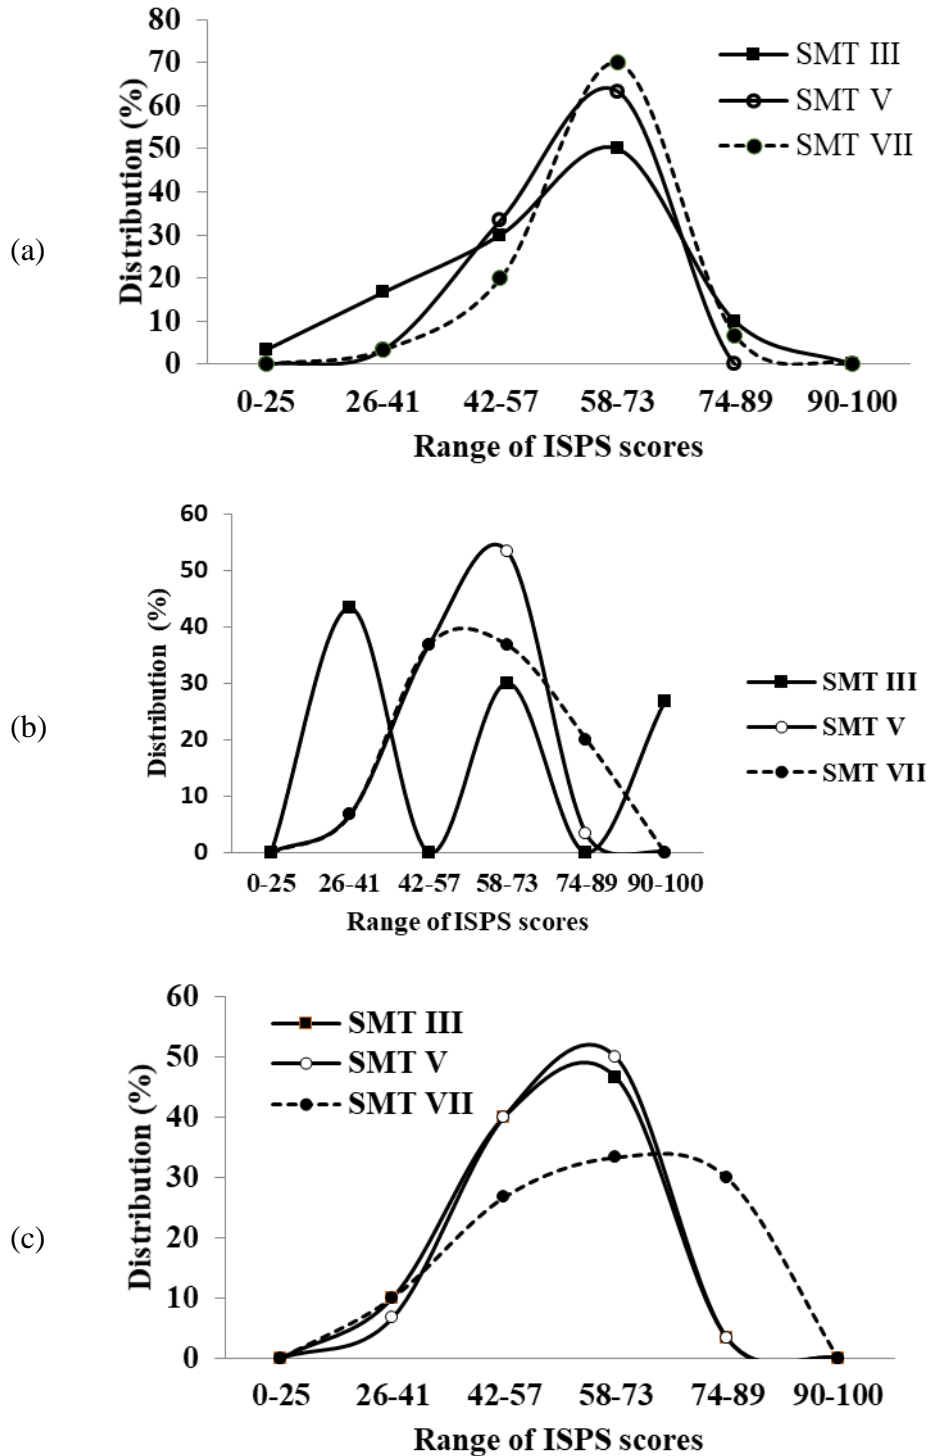 (a)
Distribution (%)
80
70
60
50
40
30
20
10
0
SMT III
SMT V
SMT VII
0-25 26-41 42-57 58-73 74-89 90-100
Range of ISPS scores
(b)
Distribution (%)
60
50
40
30
20
10
0
SMT III
SMT V
SMT VII
0-25 26-41 42-57 58-73 74-89 90-100
Range of ISPS scores
(c)
Distribution (%)
60
50
40
30
20
10
0
SMT III
SMT V
SMT VII
0-25 26-41 42-57 58-73 74-89 90-100
Range of ISPS scores